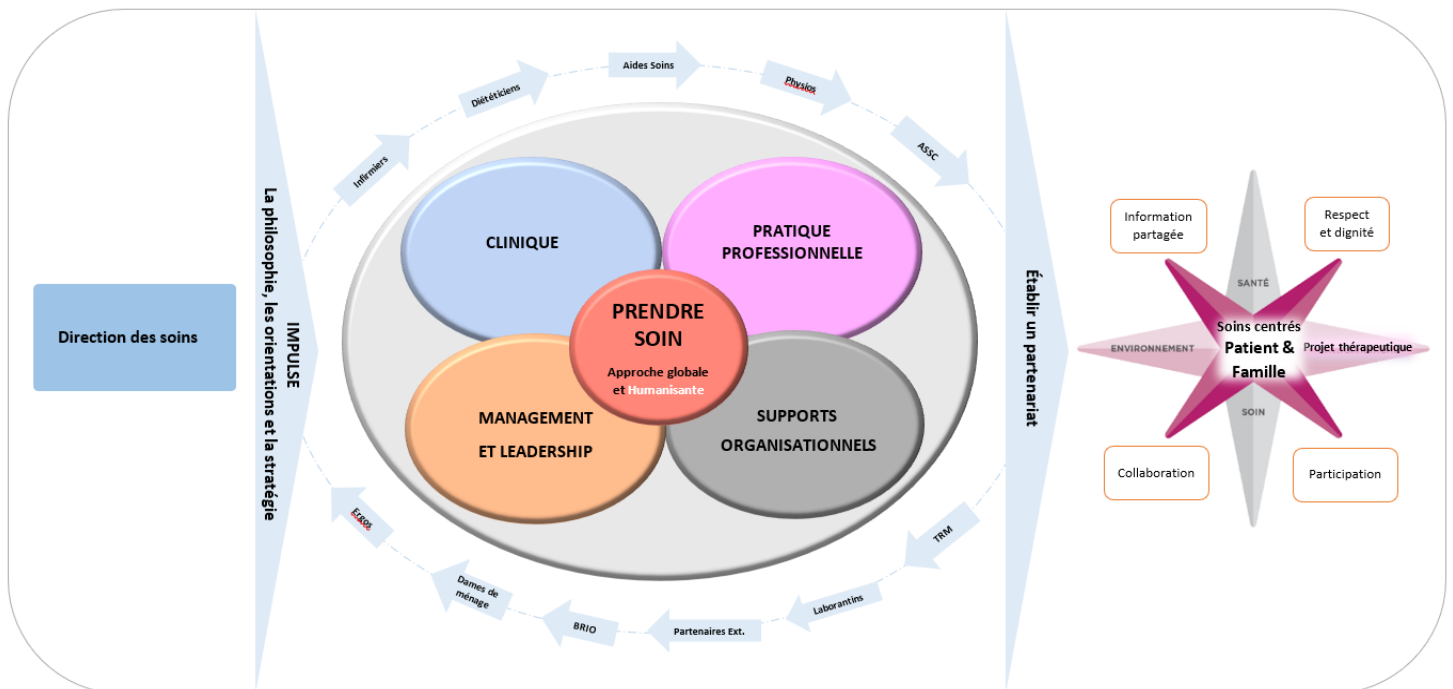 Direction des soins
IMPULSE
La philosophie, les orientations et la stratégie
Infirmiers
Diététiciens
Aides Soins
Physios
ASSC
CLINIQUE
PRATIQUE
PROFESSIONNELLE
PRENDRE
SOIN
Approche globale
et Humanisante
MANAGEMENT
ET LEADERSHIP
SUPPORTS
ORGANISATIONNELS
TRM
Laborantins
Partenaires Ext.
BRIO
Dames de
ménage
Ergos
Établir un partenariat
Information
partagée
Respect
et dignité
SANTÉ
ENVIRONNEMENT
Soins centrés
Patient &
Famille
Projet thérapeutique
SOIN
Collaboration
Participation